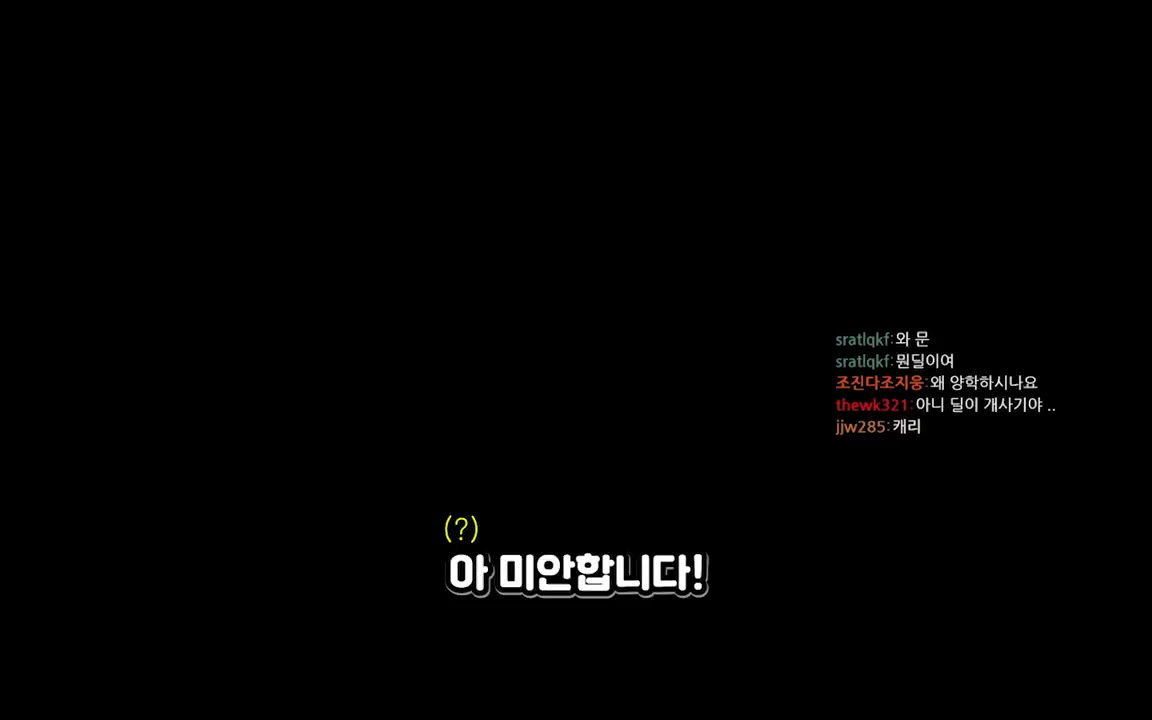 sratlqkf:와 문
sratlqkf:뭔딜이여
조진다조지웅:왜 양학하시나요
thewk321:아니 딜이 개사기야 ..
jjw285:캐리
(?)
아 미안합니다!